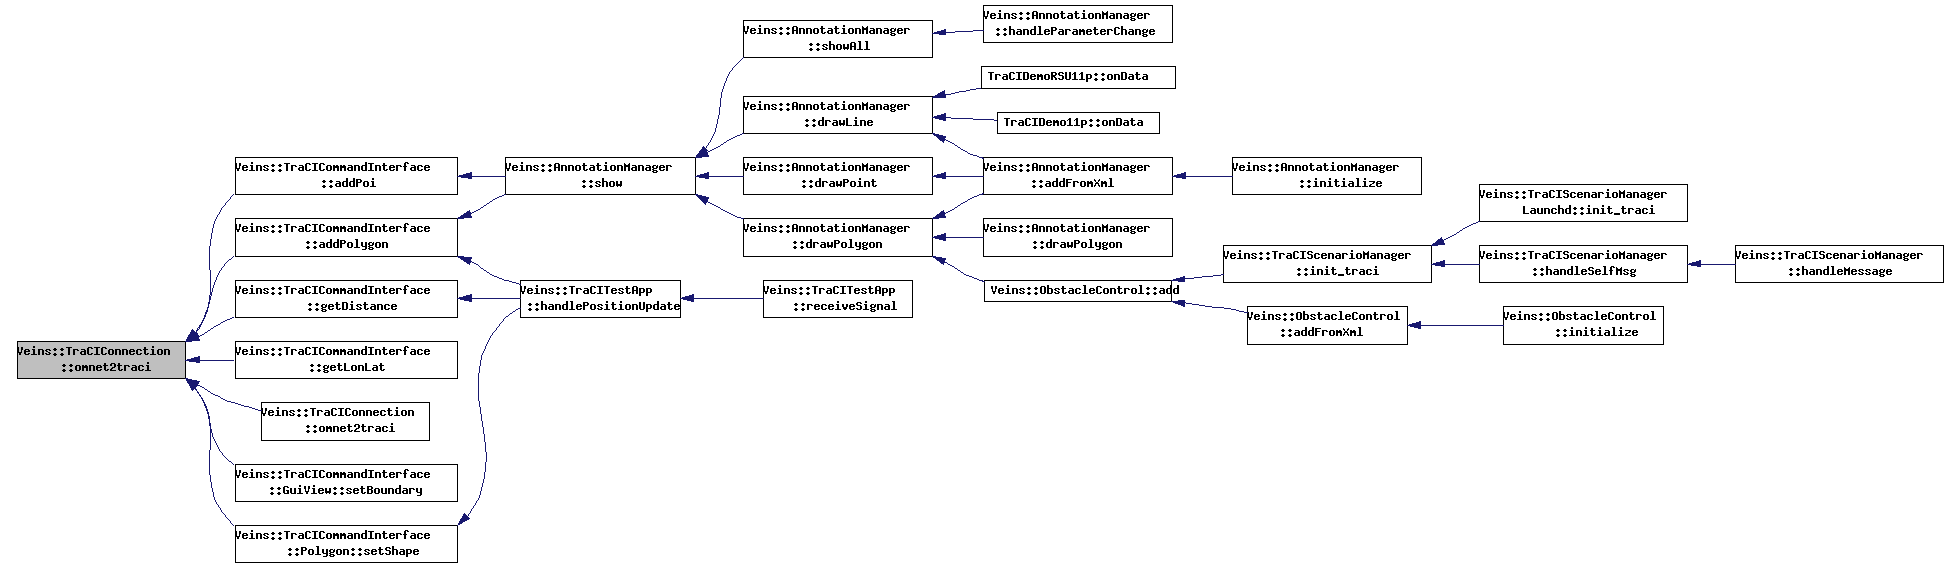 Veins::AnnotationManager
::handleParameterChange
Veins::AnnotationManager
::showAll
TraCIDemoRSU11p::onData
Veins::AnnotationManager
::drawLine
TraCIDemo11p::onData
Veins::TraCICommandInterface
::addPoi
Veins::AnnotationManager
::show
Veins::AnnotationManager
::drawPoint
Veins::AnnotationManager
::addFromXml
Veins::AnnotationManager
::initialize
Veins::TraCIScenarioManager
Launchd::init_traci
Veins::TraCICommandInterface
::addPolygon
Veins::AnnotationManager
::drawPolygon
Veins::AnnotationManager
::drawPolygon
Veins::TraCIScenarioManager
::init_traci
Veins::TraCIScenarioManager
::handleSelfMsg
Veins::TraCIScenarioManager
::handleMessage
Veins::TraCICommandInterface
::getDistance
Veins::TraCITestApp
::handlePositionUpdate
Veins::TraCITestApp
::receiveSignal
Veins::ObstacleControl::add
Veins::ObstacleControl
::addFromXml
Veins::ObstacleControl
::initialize
Veins::TraCIConnection
::omnet2traci
Veins::TraCICommandInterface
::getLonLat
Veins::TraCIConnection
::omnet2traci
Veins::TraCICommandInterface
::GuiView::setBoundary
Veins::TraCICommandInterface
::Polygon::setShape